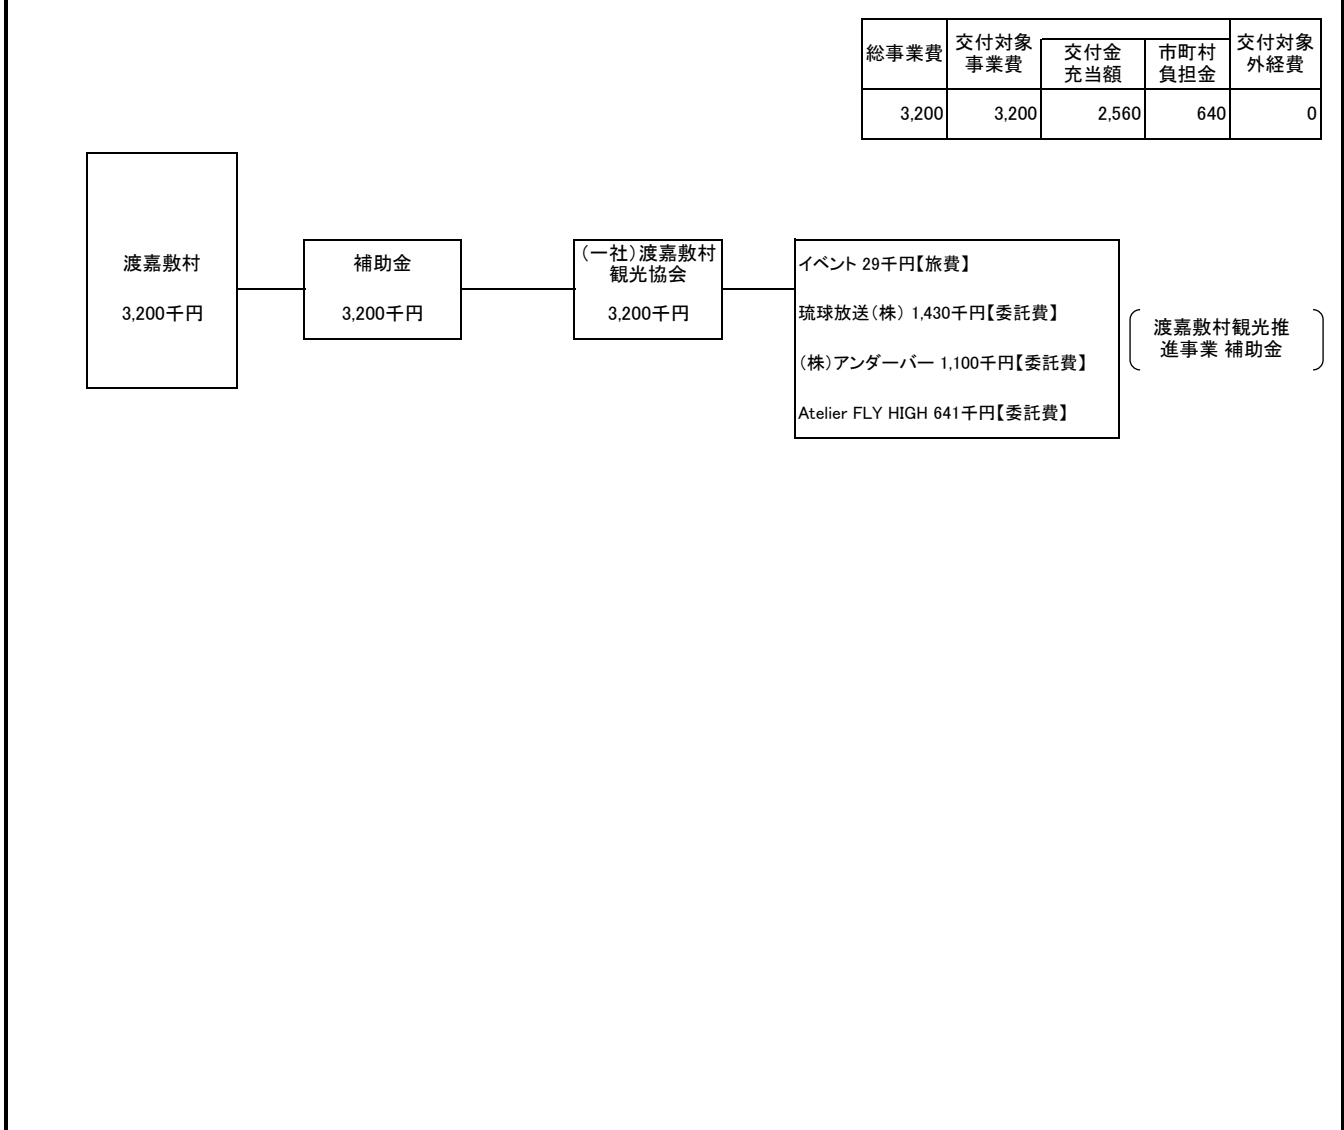 総事業費
交付対象
事業費
交付金
充当額
市町村
負担金
交付対象
外経費
3,200
3,200
2,560
640
0
渡嘉敷村
3,200千円
補助金
3,200千円
（一社）渡嘉敷村
観光協会
3,200千円
イベント 29千円【旅費】
琉球放送（株） 1,430千円【委託費】
（株）アンダーバー 1,100千円【委託費】
Atelier FLY HIGH 641千円【委託費】
渡嘉敷村観光推
進事業 補助金